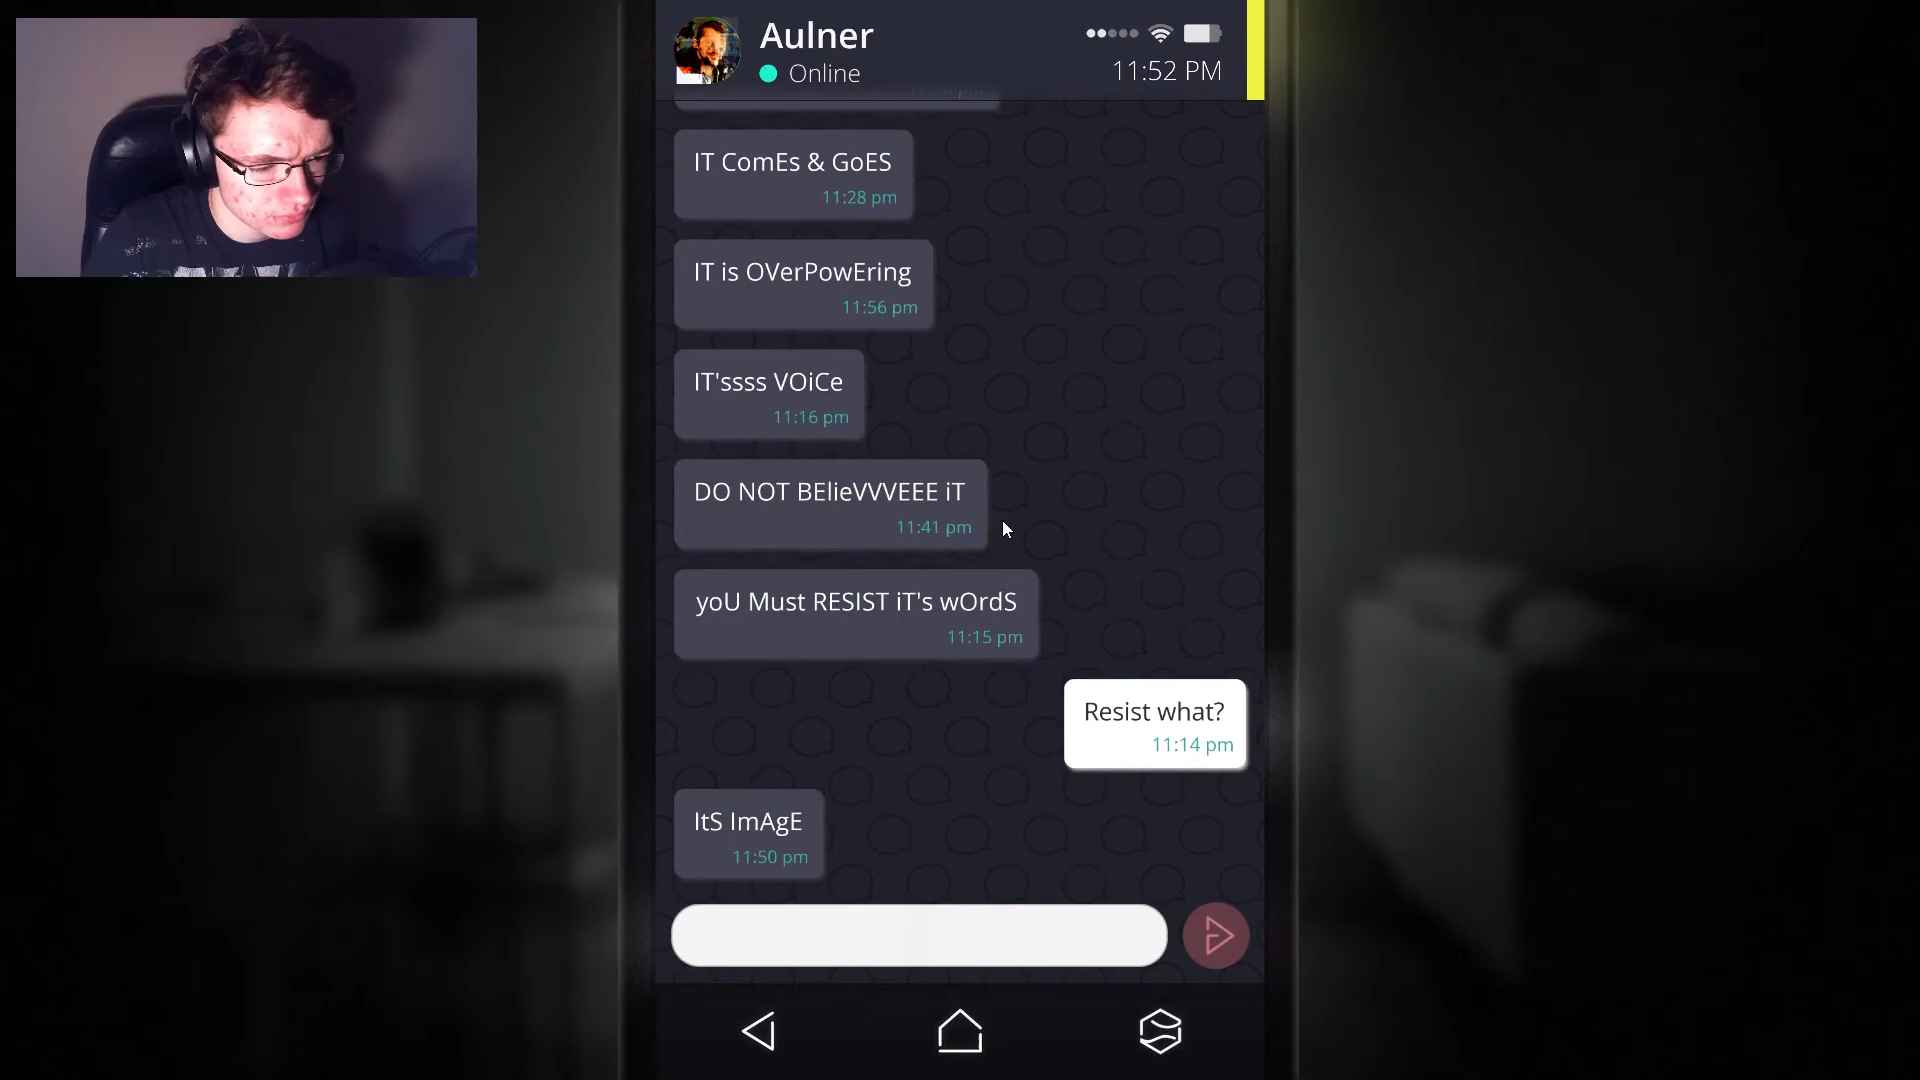 Aulner
Online
11:52 PM
IT ComEs & GoES
11:28 pm
IT is OVerPowEring
11:56 pm
IT'ssss VOiCe
11:16 pm
DO NOT BElieVVVEEE iT
11:41 pm
yoU Must RESIST iT's wOrdS
11:15 pm
Resist what?
11:14 pm
ItS ImAgE
11:50 pm